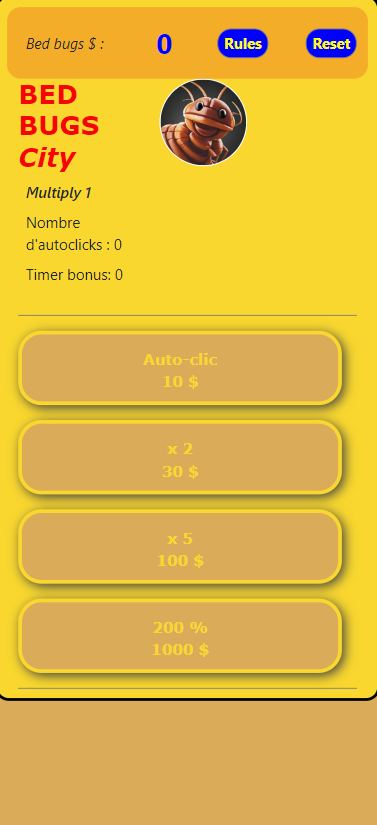 Bed bugs $ : 0 Rules Reset
BED
BUGS
City
Multiply 1
Nombre
d'autoclicks : 0
Timer bonus: 0
Auto-clic
10 $
x 2
30 $
x 5
100 $
200 %
1000 $